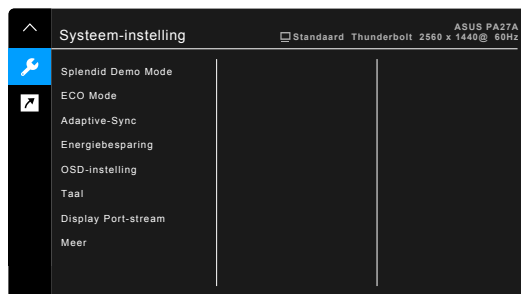 ASUS PA27A
Systeem-instelling
Standaard Thunderbolt 2560 x 1440@ 60Hz
Splendid Demo Mode
ECO Mode
Adaptive-Sync
Energiebesparing
OSD-instelling
Taal
Display Port-stream
Meer